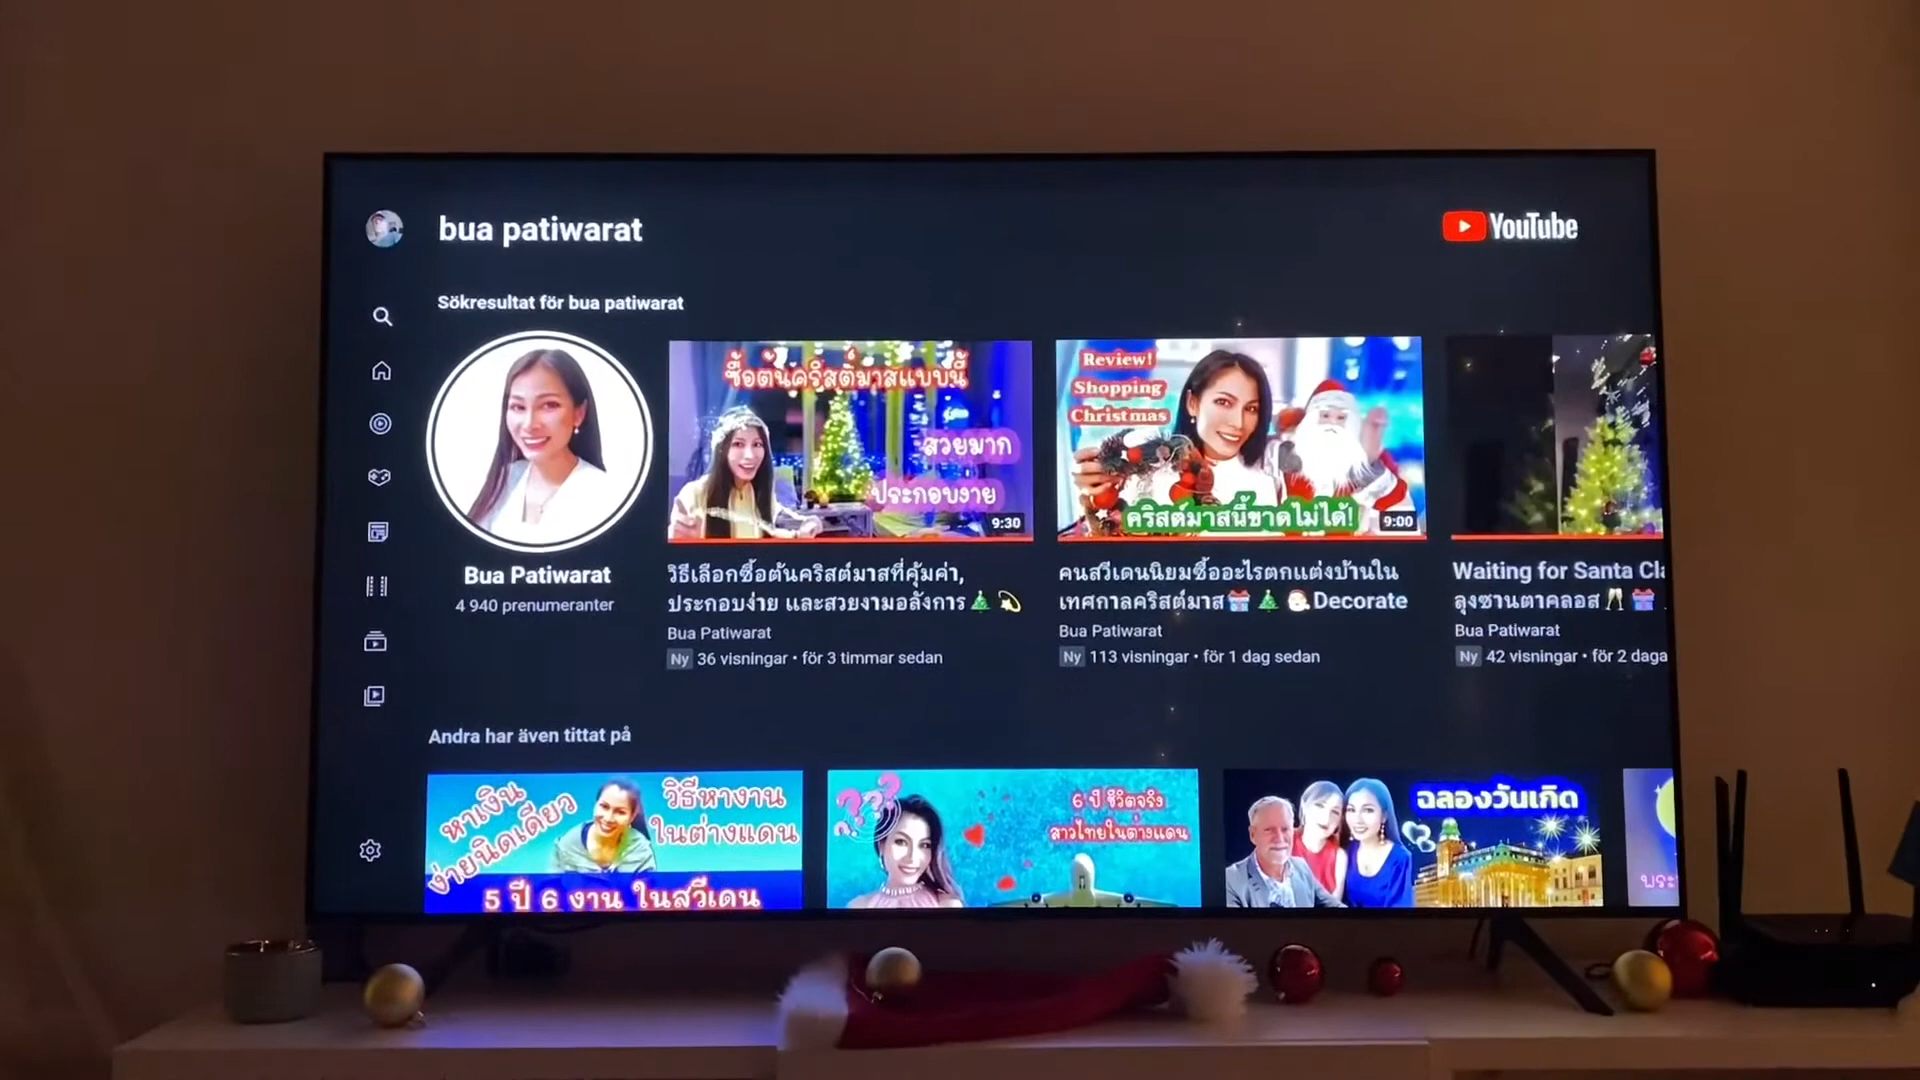 bua patiwarat
YouTube
Sökresultat för bua patiwarat
ซื้อต้นคริสต์มาสแบบนี้
สวยมาก
ประกอบง่าย
9:30
Review!
Shopping
Christmas
คริสต์มาสนี้ขาดไม่ได้!
9:00
Bua Patiwarat
4 940 prenumeranter
วิธีเลือกซื้อต้นคริสต์มาสที่คุ้มค่า,
ประกอบง่าย และสวยงามอลังการ🎄💫
Bua Patiwarat
Ny 36 visningar • för 3 timmar sedan
คนสวีเดนนิยมซื้ออะไรตกแต่งบ้านใน
เทศกาลคริสต์มาส🎁🎄🎅Decorate
Bua Patiwarat
Ny 113 visningar • för 1 dag sedan
Waiting for Santa Cla
ลุงซานตาคลอส🥂🎁
Bua Patiwarat
Ny 42 visningar • för 2 daga
Andra har även tittat på
หาเงิน
ง่ายนิดเดียว
วิธีหางาน
ในต่างแดน
5 ปี 6 งาน ในสวีเดน
???
6 ปี ชีวิตจริง
สาวไทยในต่างแดน
ฉลองวันเกิด
พระ